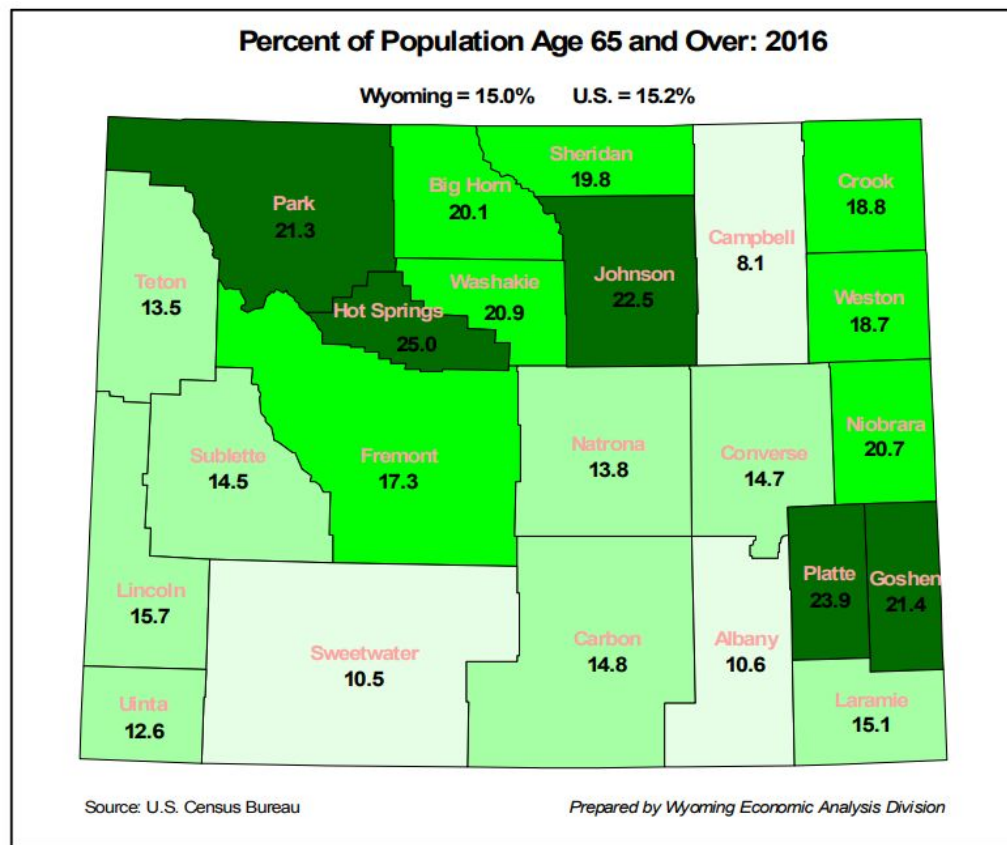 Percent of Population Age 65 and Over: 2016
Wyoming = 15.0% U.S. = 15.2%
Sheridan
19.8
Big Horn
20.1
Crook
18.8
Park
21.3
Campbell
8.1
Teton
13.5
Washakie
20.9
Johnson
22.5
Weston
18.7
Hot Springs
25.0
Niobrara
20.7
Sublette
14.5
Fremont
17.3
Natrona
13.8
Converse
14.7
Platte
23.9
Goshen
21.4
Lincoln
15.7
Sweetwater
10.5
Carbon
14.8
Albany
10.6
Uinta
12.6
Laramie
15.1
Source: U.S. Census Bureau
Prepared by Wyoming Economic Analysis Division